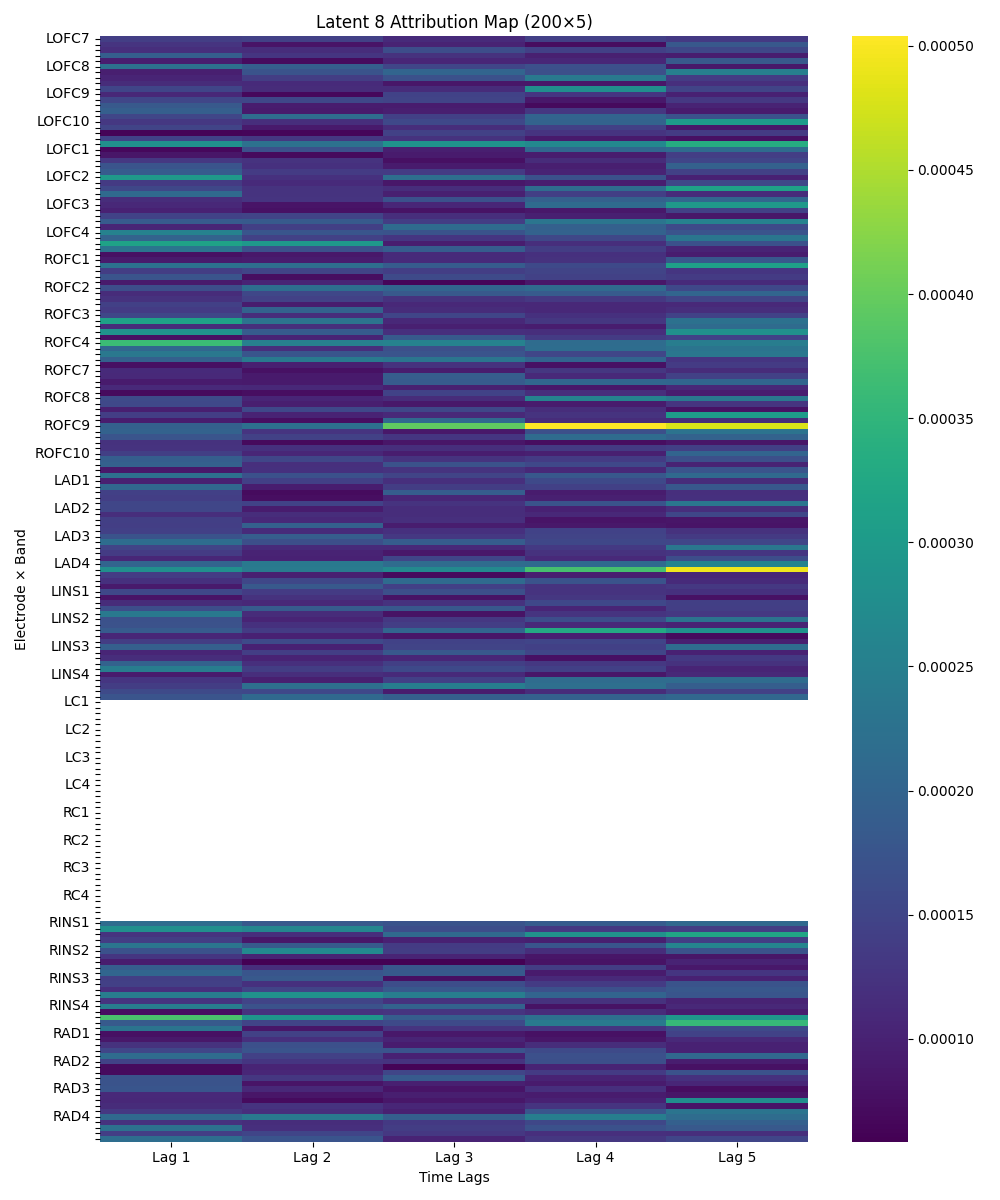 Latent 8 Attribution Map (200×5)
LOFC7
LOFC8
LOFC9
LOFC10
LOFC1
LOFC2
LOFC3
LOFC4
ROFC1
ROFC2
ROFC3
ROFC4
ROFC7
ROFC8
ROFC9
ROFC10
LAD1
LAD2
LAD3
LAD4
LINS1
LINS2
LINS3
LINS4
LC1
LC2
LC3
LC4
RC1
RC2
RC3
RC4
RINS1
RINS2
RINS3
RINS4
RAD1
RAD2
RAD3
RAD4
Electrode × Band
Lag 1 Lag 2 Lag 3 Lag 4 Lag 5
Time Lags
0.00050
0.00045
0.00040
0.00035
0.00030
0.00025
0.00020
0.00015
0.00010